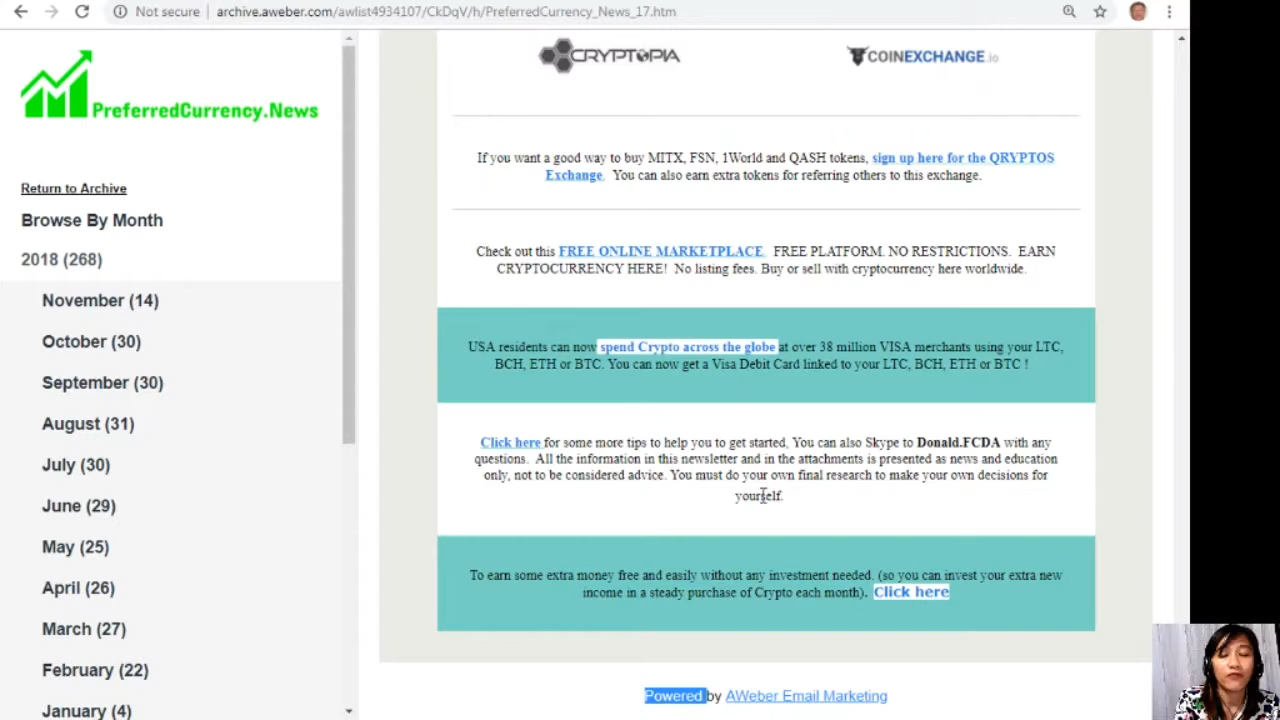 Not secure archive.aweber.com/awlist4934107/CkDqV/h/PreferredCurrency_News_17.htm
PreferredCurrency.News
Return to Archive
Browse By Month
2018 (268)
November (14)
October (30)
September (30)
August (31)
July (30)
June (29)
May (25)
April (26)
March (27)
February (22)
January (4)
CRYPTOPIA
COINEXCHANGE.io
If you want a good way to buy MITX, FSN, 1World and QASH tokens, sign up here for the QRYPTOS
Exchange. You can also earn extra tokens for referring others to this exchange.
Check out this FREE ONLINE MARKETPLACE. FREE PLATFORM. NO RESTRICTIONS. EARN
CRYPTOCURRENCY HERE! No listing fees. Buy or sell with cryptocurrency here worldwide.
USA residents can now spend Crypto across the globe at over 38 million VISA merchants using your LTC,
BCH, ETH or BTC. You can now get a Visa Debit Card linked to your LTC, BCH, ETH or BTC !
Click here for some more tips to help you to get started, You can also Skype to Donald.FCDA with any
questions. All the information in this newsletter and in the attachments is presented as news and education
only, not to be considered advice. You must do your own final research to make your own decisions for
yourself.
To earn some extra money free and easily without any investment needed. (so you can invest your extra new
income in a steady purchase of Crypto each month). Click here
Powered by AWeber Email Marketing